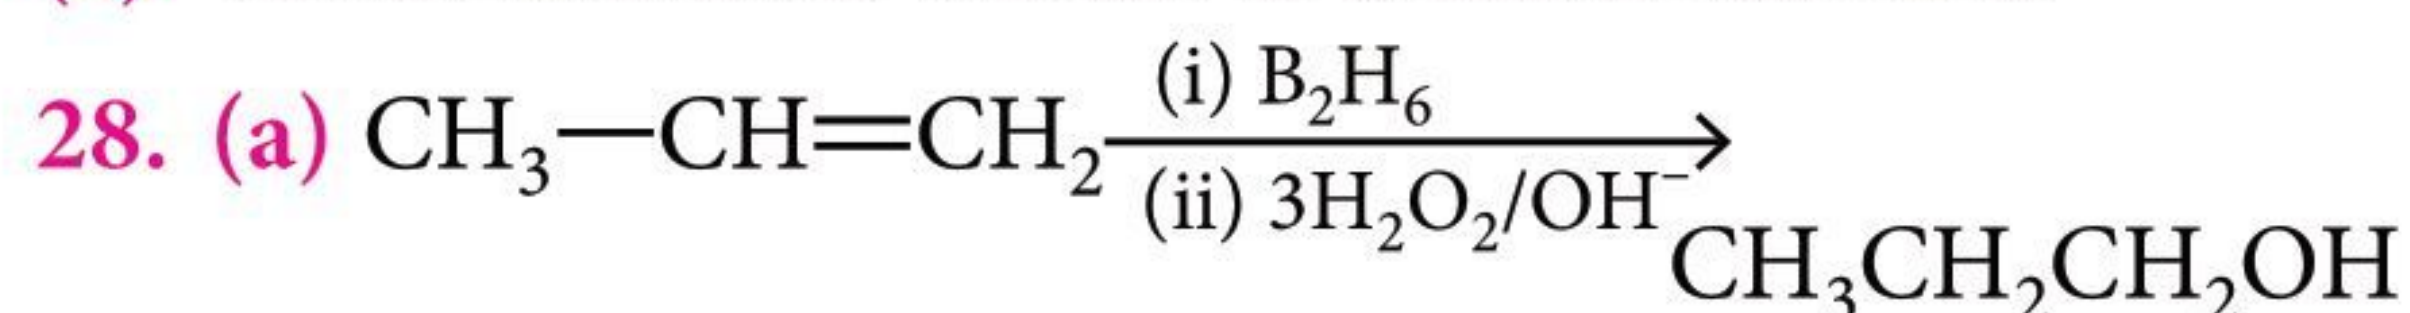 28. (a) CH₃—CH=CH₂ (i) B₂H₆
(ii) 3H₂O₂/OH⁻
CH₃CH₂CH₂OH